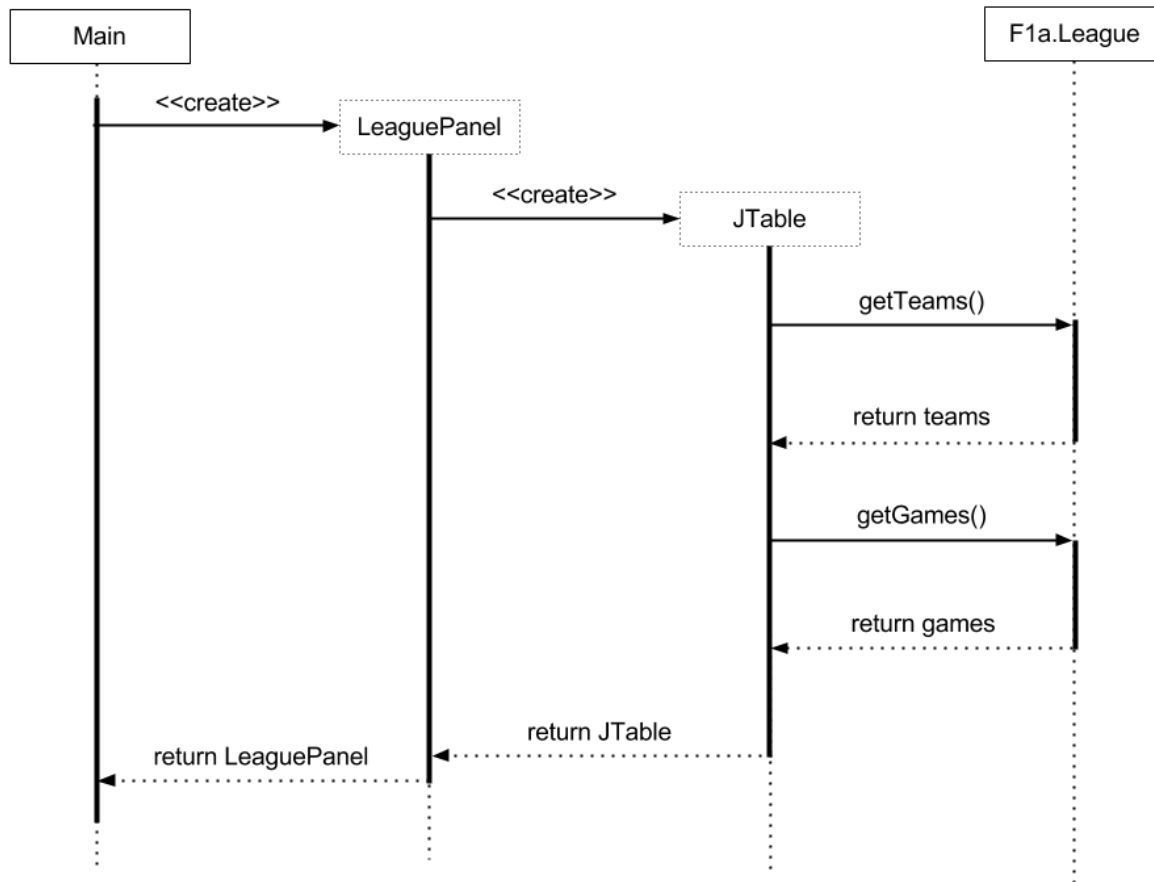 Main
F1a.League
<<create>>
LeaguePanel
<<create>>
JTable
getTeams()
return teams
getGames()
return games
return JTable
return LeaguePanel